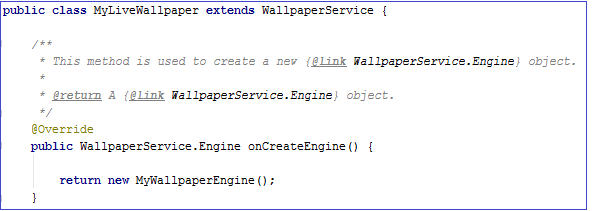 public class MyLiveWallpaper extends WallpaperService {
/**
* This method is used to create a new {@link WallpaperService.Engine} object.
*
* @return A {@link WallpaperService.Engine} object.
*/
@Override
public WallpaperService.Engine onCreateEngine() {
return new MyWallpaperEngine();
}